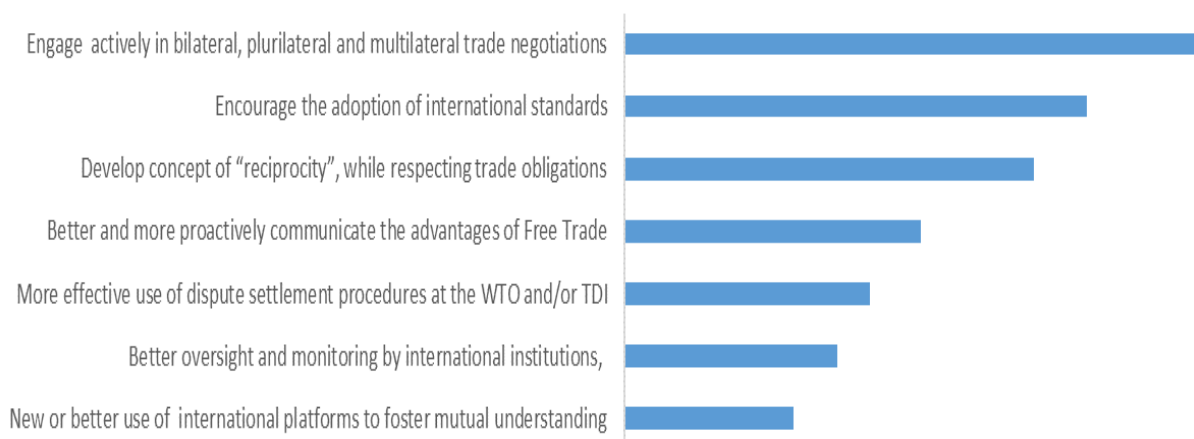 Engage actively in bilateral, plurilateral and multilateral trade negotiations
Encourage the adoption of international standards
Develop concept of “reciprocity”, while respecting trade obligations
Better and more proactively communicate the advantages of Free Trade
More effective use of dispute settlement procedures at the WTO and/or TDI
Better oversight and monitoring by international institutions,
New or better use of international platforms to foster mutual understanding